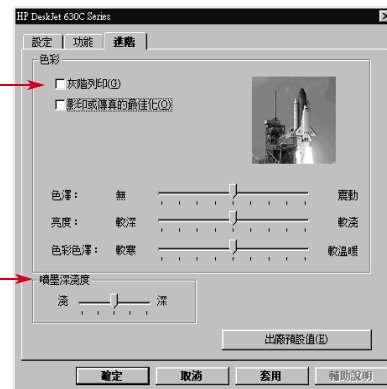 HP DeskJet 630C Series
設定 功能 進階
色彩
灰階列印(G)
影印或傳真的最佳化(O)
色澤： 無 震動
亮度： 較深 較淺
色彩色澤： 較寒 較溫暖
噴墨深淺度
淺 深
出廠預設值(E)
確定 取消 套用 輔助說明